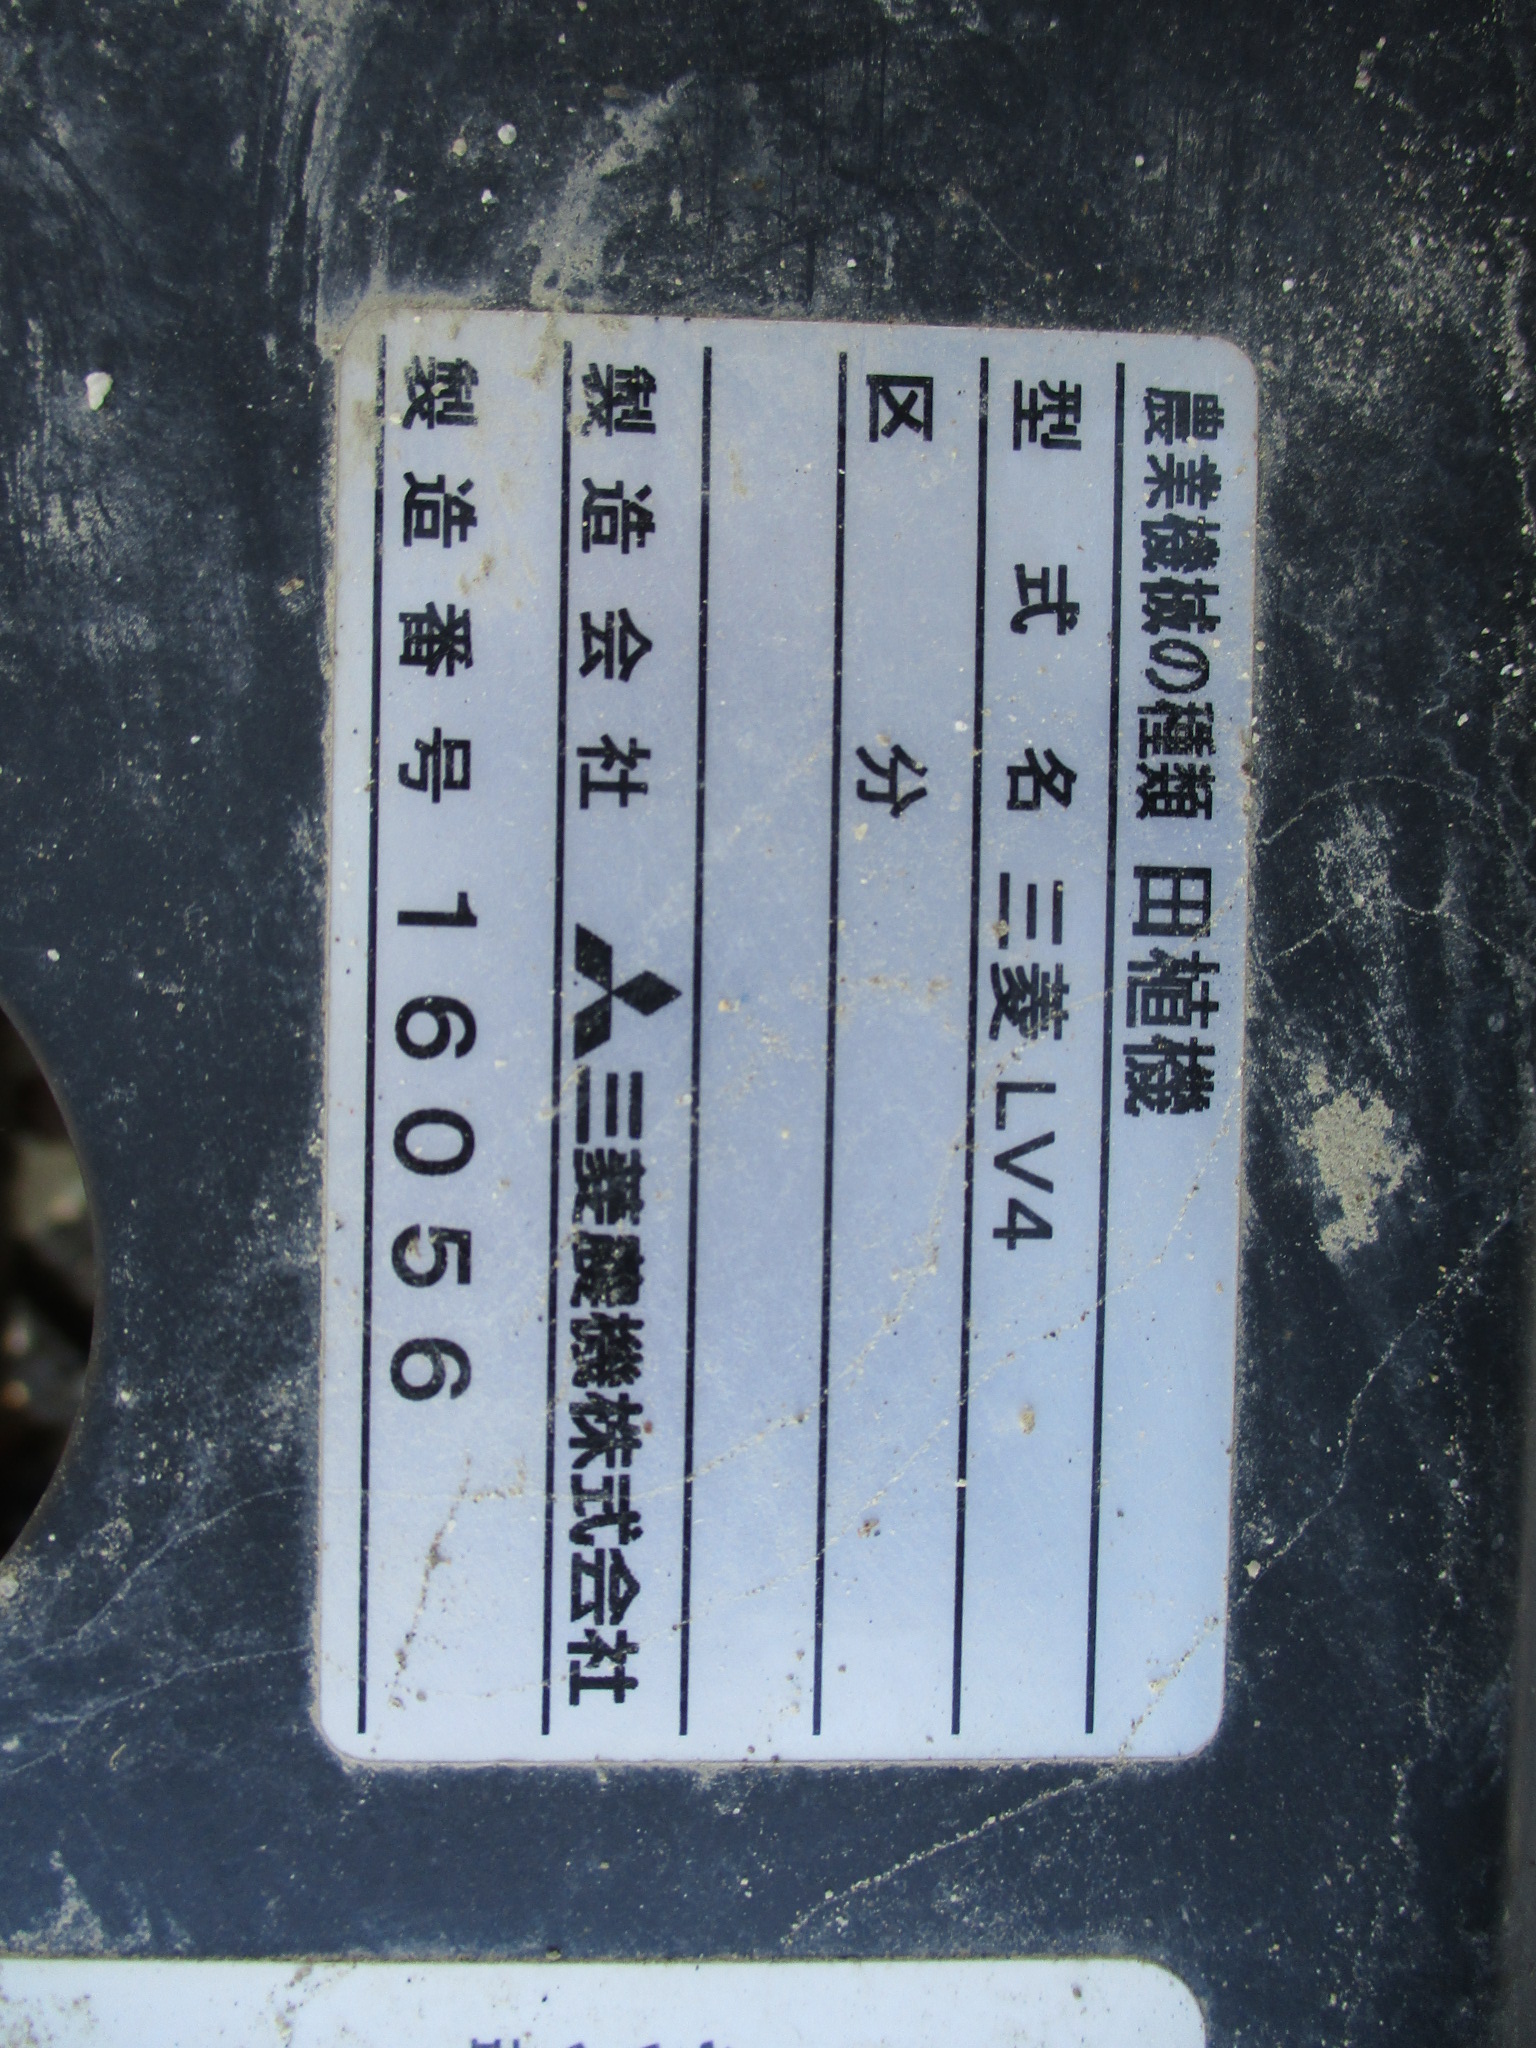 農業機械の種類 田植機
型式名 三菱LV4
区分
製造会社 三菱農機株式会社
製造番号 16056